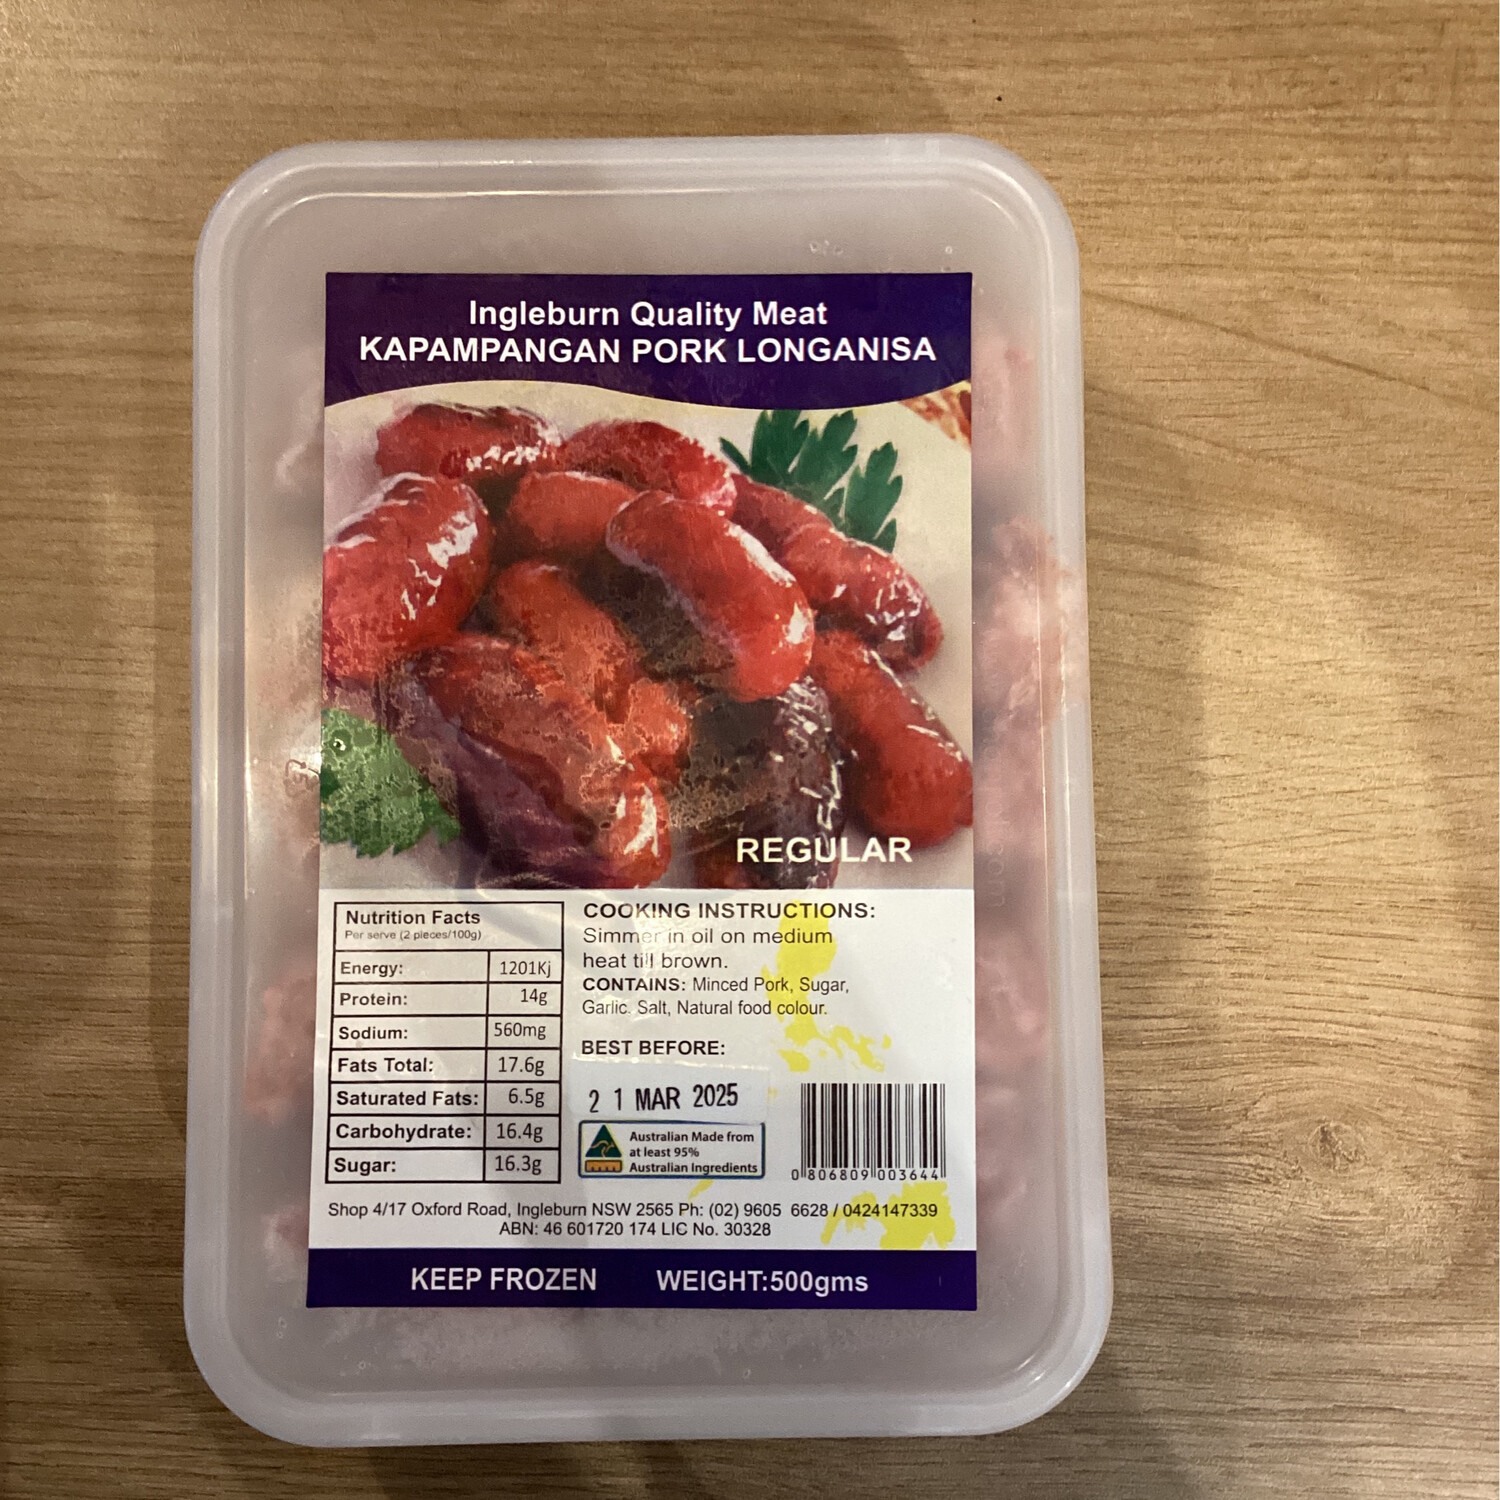 Ingleburn Quality Meat
KAPAMPANGAN PORK LONGANISA
REGULAR
Nutrition Facts
Per serve (2 pieces/100g)
Energy: 1201Kj
Protein: 14g
Sodium: 560mg
Fats Total: 17.6g
Saturated Fats: 6.5g
Carbohydrate: 16.4g
Sugar: 16.3g
COOKING INSTRUCTIONS:
Simmer in oil on medium
heat till brown.
CONTAINS: Minced Pork, Sugar,
Garlic. Salt, Natural food colour.
BEST BEFORE:
21 MAR 2025
Australian Made from
at least 95%
Australian Ingredients
0 806809 003644
Shop 4/17 Oxford Road, Ingleburn NSW 2565 Ph: (02) 9605 6628 / 0424147339
ABN: 46 601720 174 LIC No. 30328
KEEP FROZEN WEIGHT:500gms